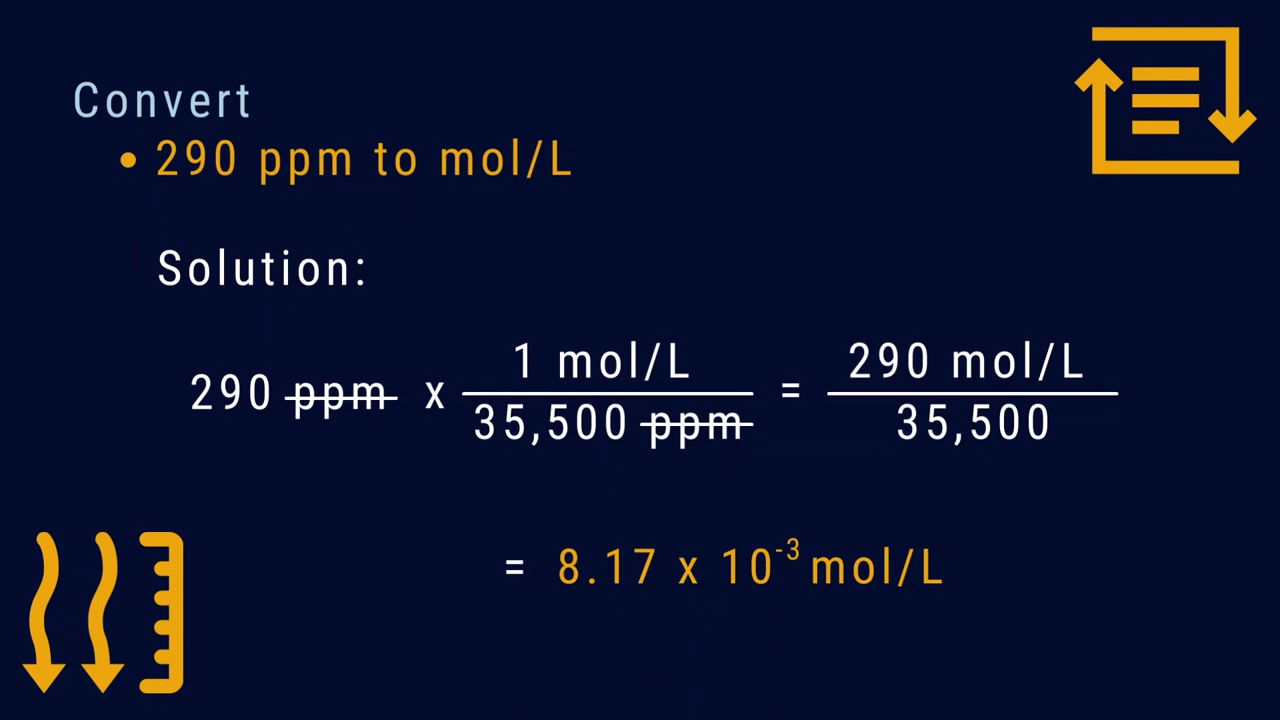 Convert
• 290 ppm to mol/L
Solution:
290 ppm x 1 mol/L / 35,500 ppm = 290 mol/L / 35,500
= 8.17 x 10⁻³ mol/L